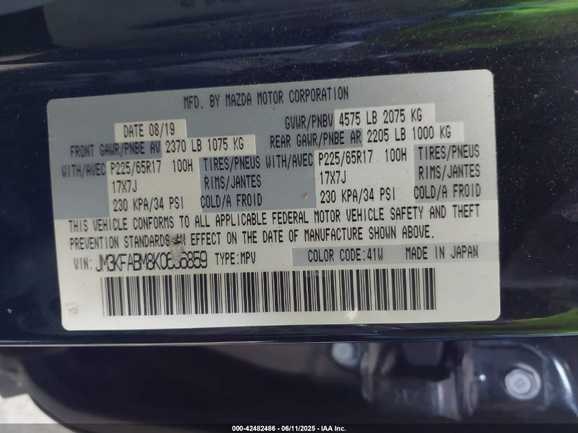 MFD. BY MAZDA MOTOR CORPORATION
DATE 08/19 GVWR/PNBV 4575 LB 2075 KG
FRONT GAWR/PNBE AV 2370 LB 1075 KG REAR GAWR/PNBE AR 2205 LB 1000 KG
WITH/AVEC P225/65R17 100H TIRES/PNEUS WITH/AVEC P225/65R17 100H TIRES/PNEUS
17X7J RIMS/JANTES 17X7J RIMS/JANTES
230 KPA/34 PSI COLD/A FROID 230 KPA/34 PSI COLD/A FROID
THIS VEHICLE CONFORMS TO ALL APPLICABLE FEDERAL MOTOR VEHICLE SAFETY AND THEFT
PREVENTION STANDARDS IN EFFECT ON THE DATE OF MANUFACTURE SHOWN ABOVE.
VIN: TYPE:MPV COLOR CODE:41W MADE IN JAPAN
000-42482486 - 06/11/2025 - IAA Inc.